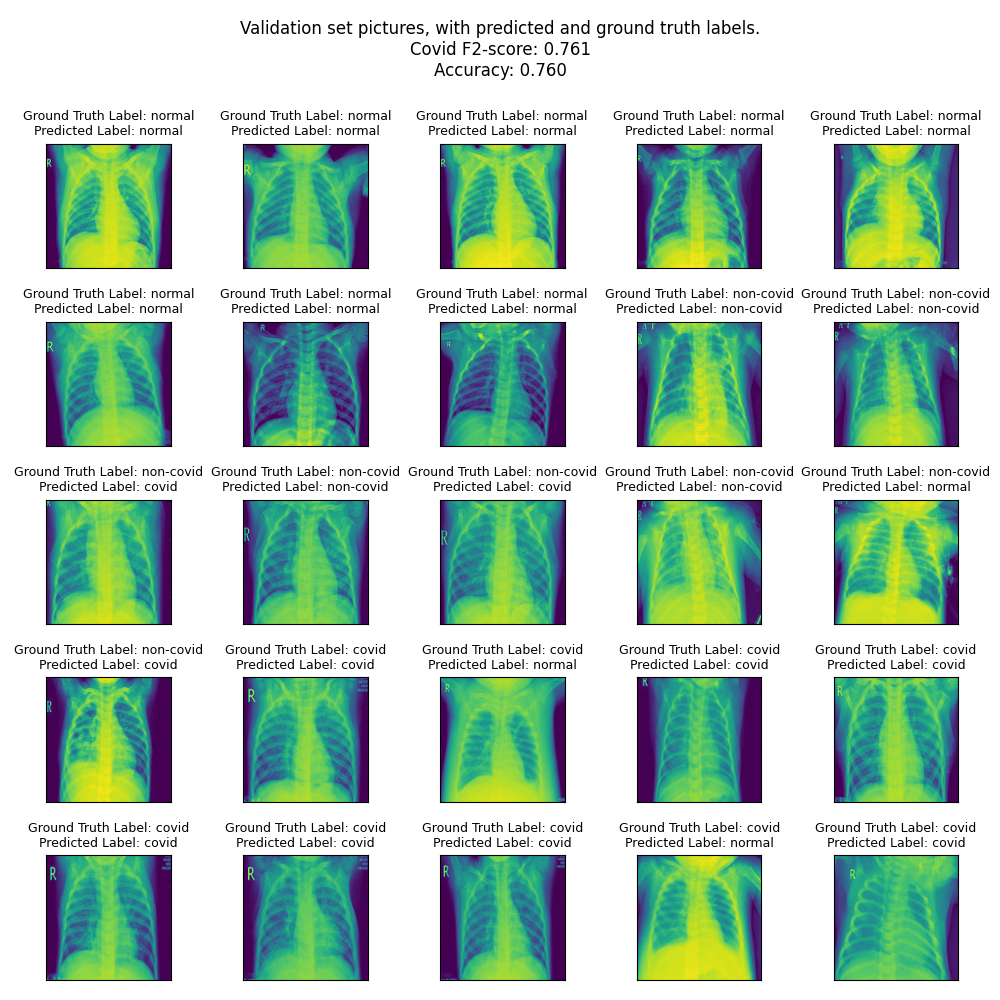 Validation set pictures, with predicted and ground truth labels.
Covid F2-score: 0.761
Accuracy: 0.760
Ground Truth Label: normal
Predicted Label: normal
Ground Truth Label: normal
Predicted Label: normal
Ground Truth Label: normal
Predicted Label: normal
Ground Truth Label: normal
Predicted Label: normal
Ground Truth Label: normal
Predicted Label: normal
R
R
R
R
Ground Truth Label: normal
Predicted Label: normal
Ground Truth Label: normal
Predicted Label: normal
Ground Truth Label: normal
Predicted Label: normal
Ground Truth Label: non-covid
Predicted Label: non-covid
Ground Truth Label: non-covid
Predicted Label: non-covid
R
R
R
R
R
Ground Truth Label: non-covid
Predicted Label: covid
Ground Truth Label: non-covid
Predicted Label: non-covid
Ground Truth Label: non-covid
Predicted Label: covid
Ground Truth Label: non-covid
Predicted Label: non-covid
Ground Truth Label: non-covid
Predicted Label: normal
R
R
R
R
Ground Truth Label: non-covid
Predicted Label: covid
Ground Truth Label: covid
Predicted Label: covid
Ground Truth Label: covid
Predicted Label: normal
Ground Truth Label: covid
Predicted Label: covid
Ground Truth Label: covid
Predicted Label: covid
R
R
R
R
R
Ground Truth Label: covid
Predicted Label: covid
Ground Truth Label: covid
Predicted Label: covid
Ground Truth Label: covid
Predicted Label: covid
Ground Truth Label: covid
Predicted Label: normal
Ground Truth Label: covid
Predicted Label: covid
R
R
R
R